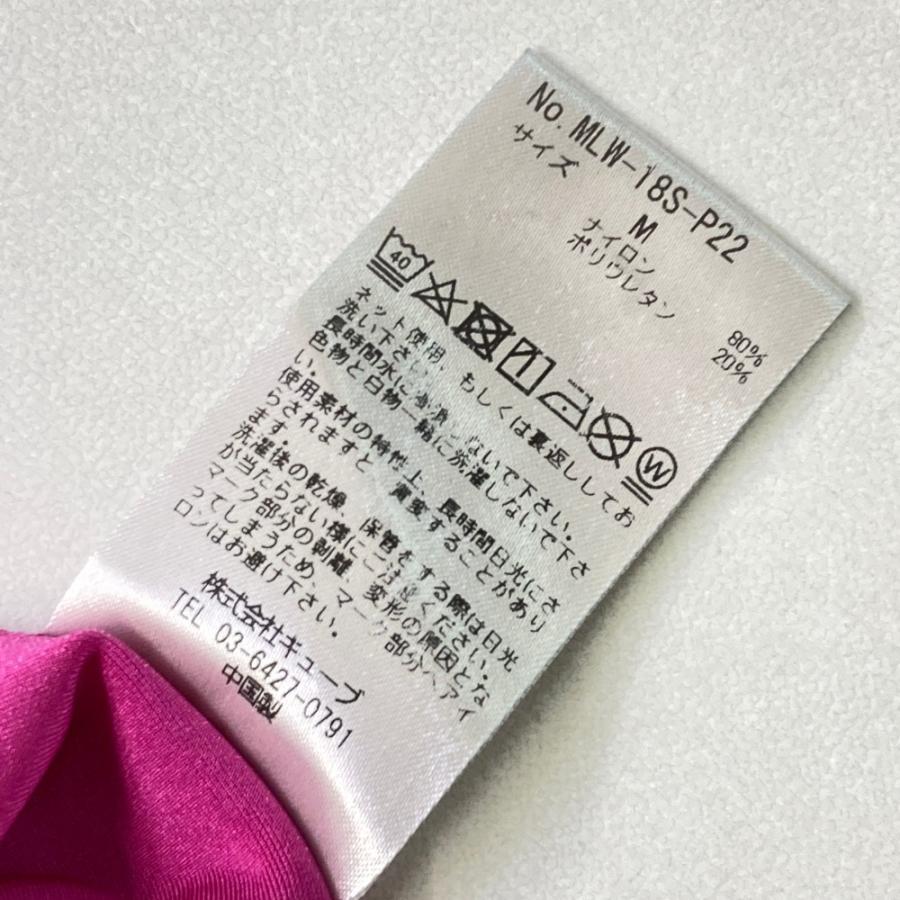 No. MLW-18S-P22
サイズ M
ナイロン 80%
ポリウレタン 20%
40
W
ネット使用、もしくは裏返ししてお
洗い下さい。
長時間水に浸漬しないで下さい。
色物と白物一緒に洗濯しないで下さ
い。
使用素材の特性上、長時間日光にさ
らされますと 変することがあり
ます。
洗濯後の乾燥、保管をする際は日光
が当たらない様にご注意ください。
マーク部分の剥離、変形の原因とな
ってしまうため、マーク部分へアイ
ロンはお避け下さい。
株式会社キューブ
TEL 03-6427-0791
中国製